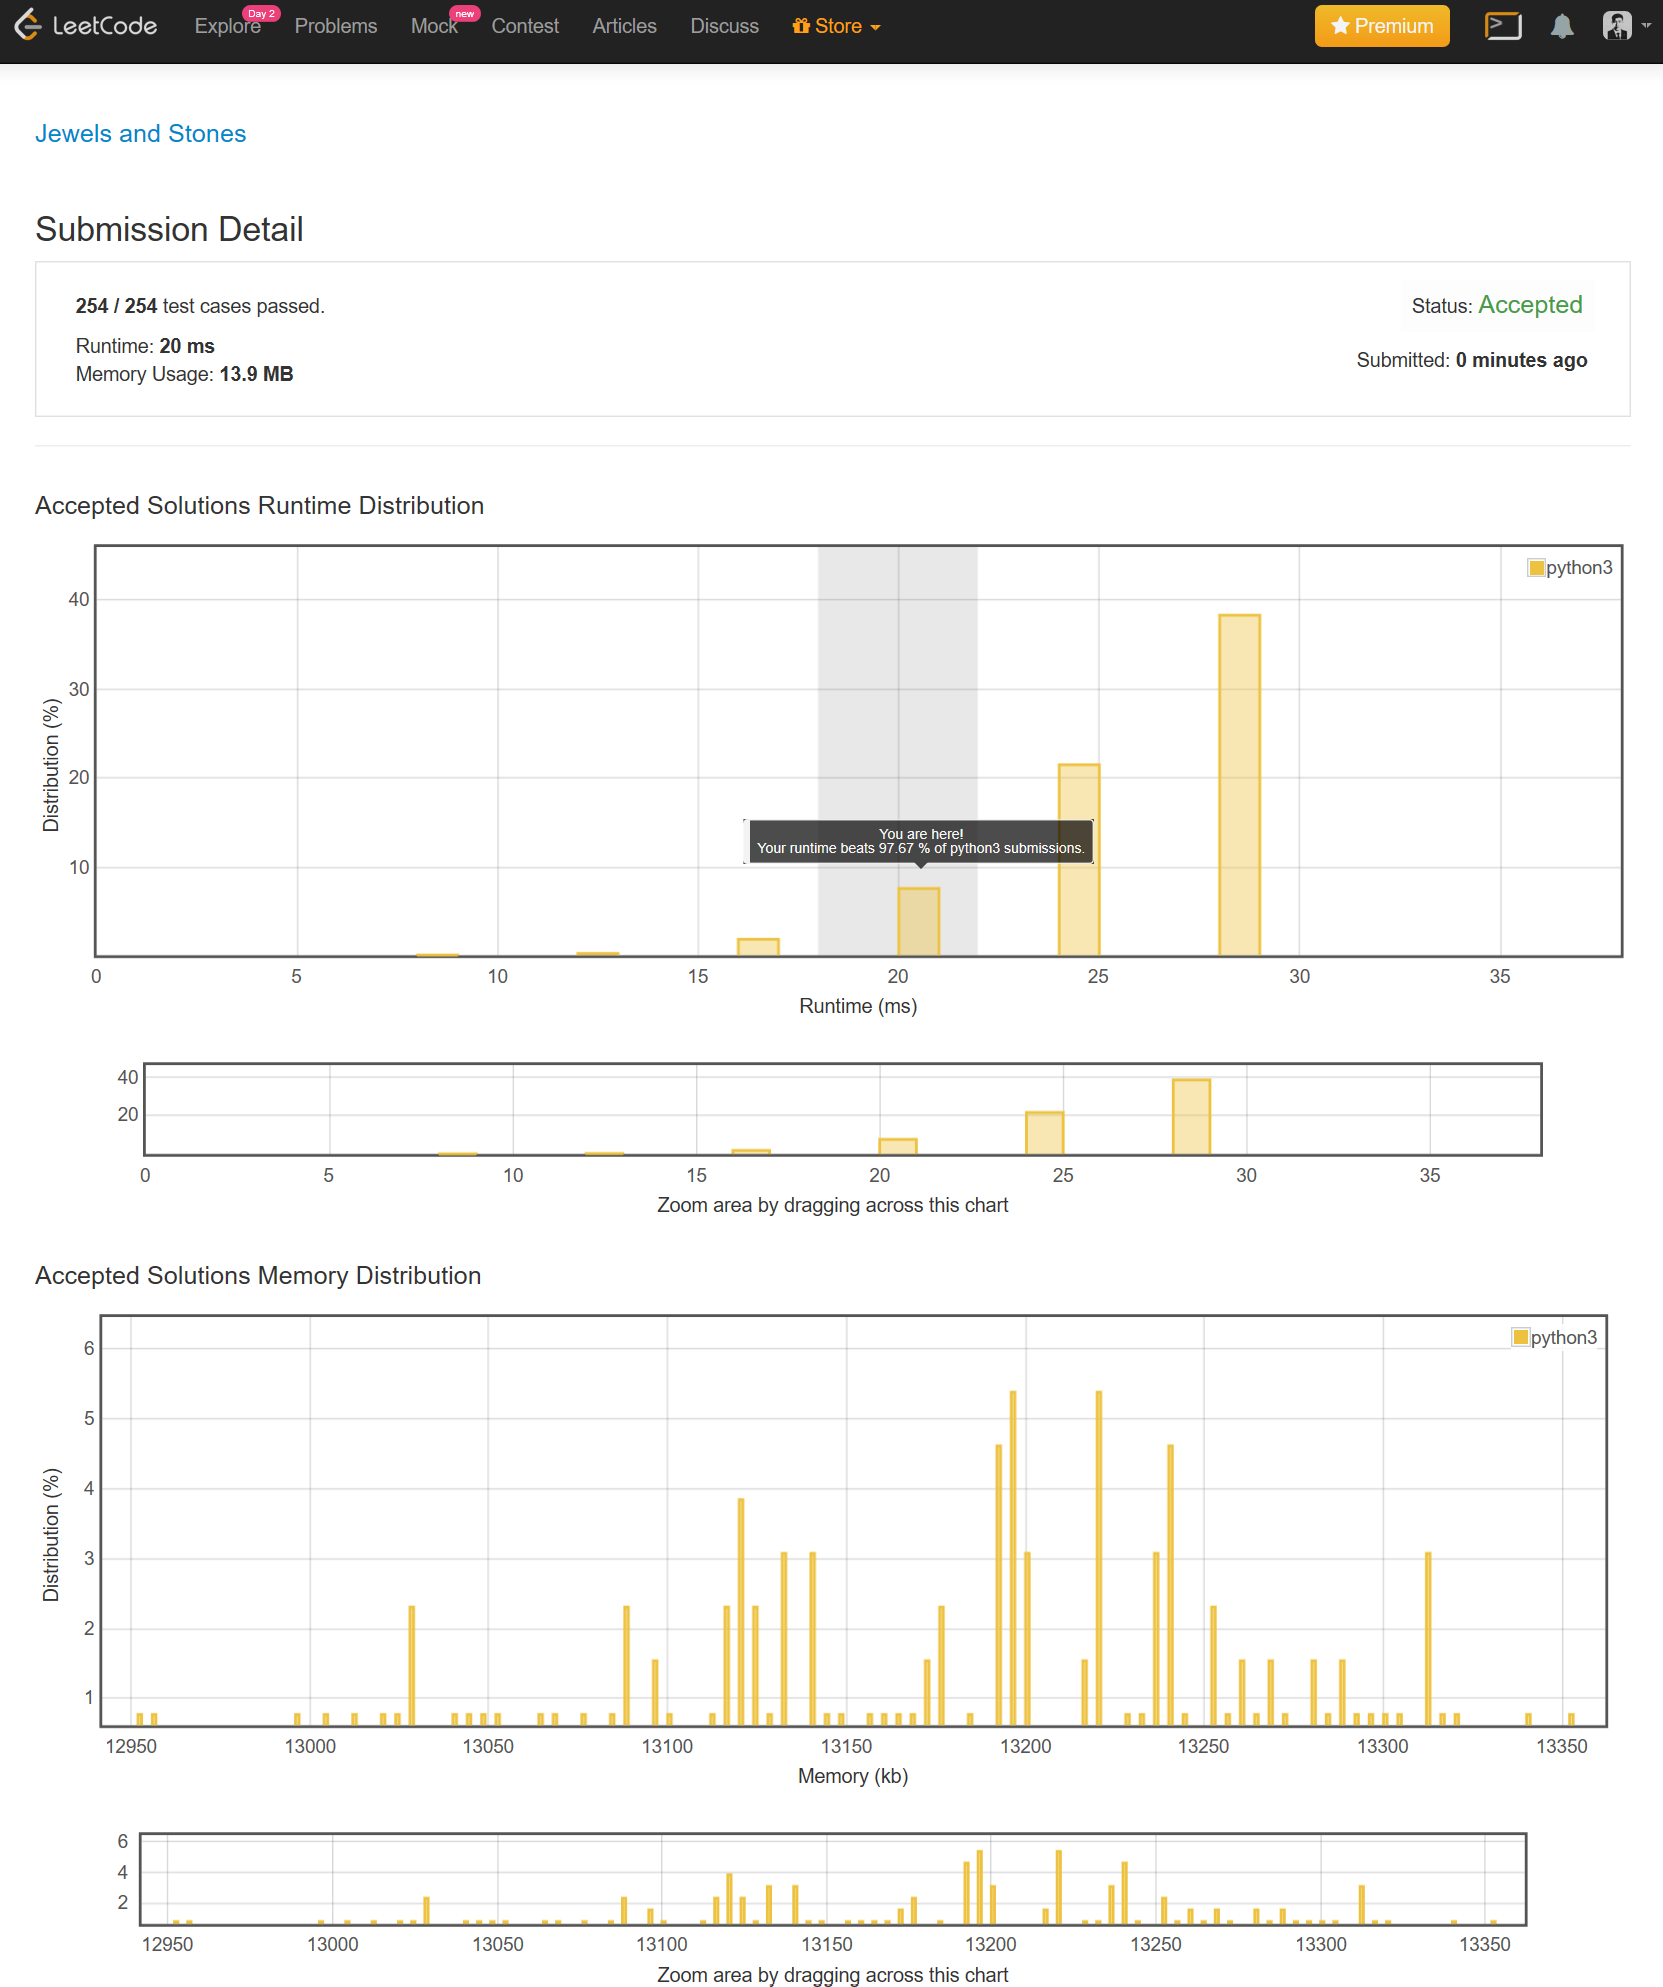 LeetCode Explore Day 2 Problems Mock new Contest Articles Discuss Store Premium
Jewels and Stones
Submission Detail
254 / 254 test cases passed.
Status: Accepted
Runtime: 20 ms
Memory Usage: 13.9 MB
Submitted: 0 minutes ago
Accepted Solutions Runtime Distribution
python3
40
30
20
10
Distribution (%)
You are here!
Your runtime beats 97.67 % of python3 submissions.
0 5 10 15 20 25 30 35
Runtime (ms)
40
20
0 5 10 15 20 25 30 35
Zoom area by dragging across this chart
Accepted Solutions Memory Distribution
python3
6
5
4
3
2
1
Distribution (%)
12950 13000 13050 13100 13150 13200 13250 13300 13350
Memory (kb)
6
4
2
12950 13000 13050 13100 13150 13200 13250 13300 13350
Zoom area by dragging across this chart